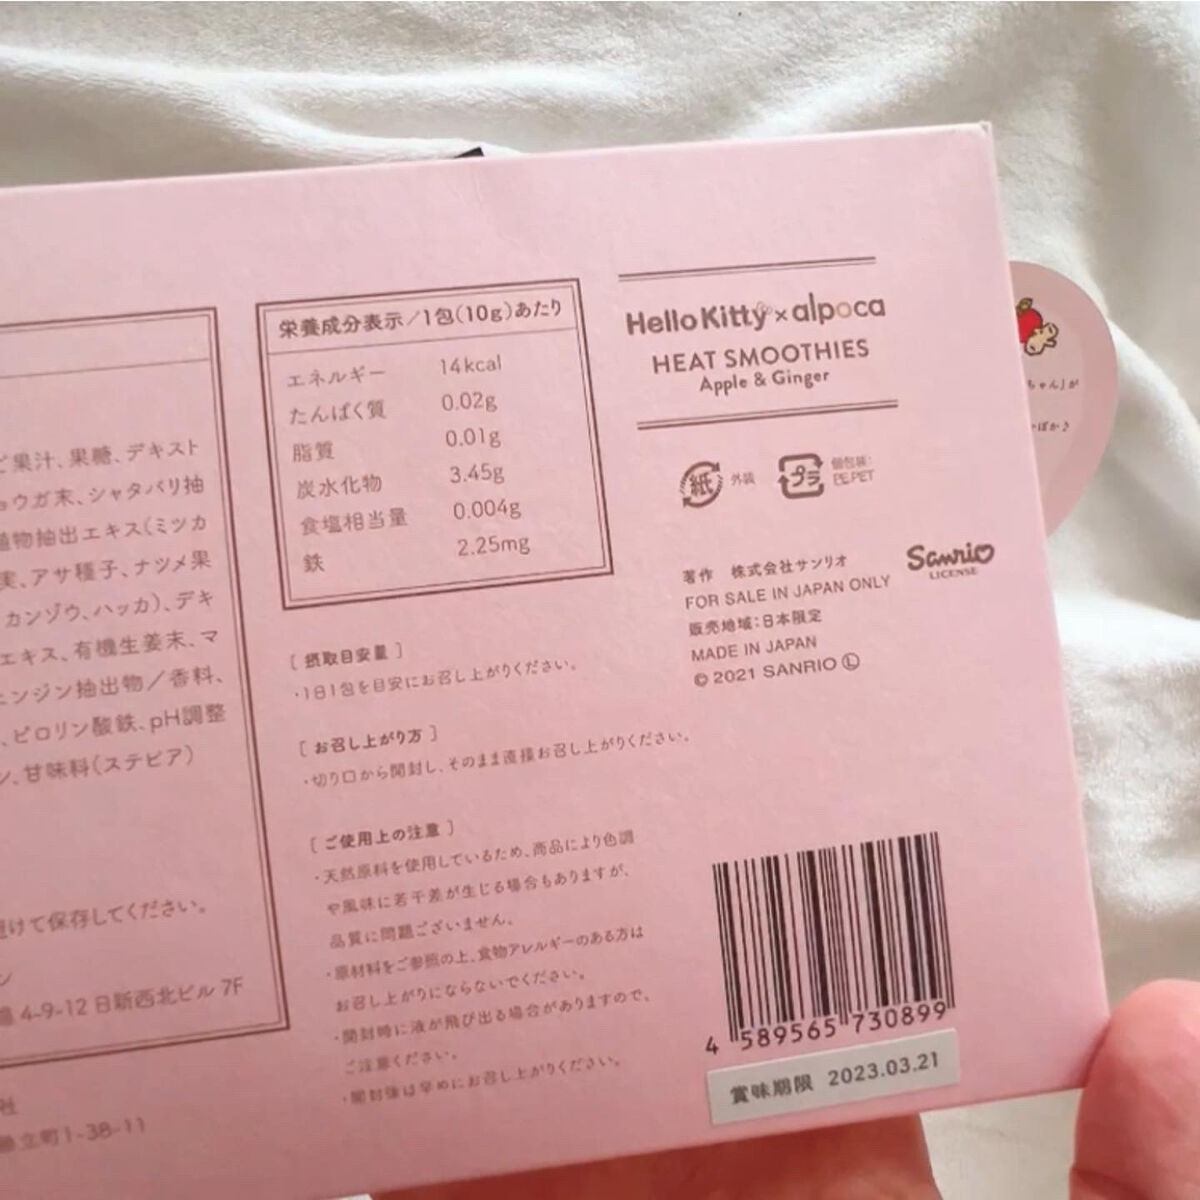 ご果汁、果糖、デキスト
ョウガ末、シャタバリ抽
植物抽出エキス(ミツカ
実、アサ種子、ナツメ果
カンゾウ、ハッカ)、デキ
エキス、有機生姜末、マ
ニンジン抽出物/香料、
、ピロリン酸鉄、pH調整
ン、甘味料(ステビア)
避けて保存してください。
ン
4-9-12 日新西北ビル 7F
社
立町1-38-11
栄養成分表示/1包(10g)あたり
エネルギー 14kcal
たんぱく質 0.02g
脂質 0.01g
炭水化物 3.45g
食塩相当量 0.004g
鉄 2.25mg
[ 摂取目安量 ]
・1日1包を目安にお召し上がりください。
[ お召し上がり方 ]
・切り口から開封し、そのまま直接お召し上がりください。
[ ご使用上の注意 ]
・天然原料を使用しているため、商品により色調
や風味に若干差が生じる場合もありますが、
品質に問題ございません。
・原材料をご参照の上、食物アレルギーのある方は
お召し上がりにならないでください。
・開封時に液が飛び出る場合がありますので、
ご注意ください。
・開封後は早めにお召し上がりください。
Hello Kitty × alpoca
HEAT SMOOTHIES
Apple & Ginger
紙 外装
プラ 個包装:
PE,PET
著作 株式会社サンリオ
FOR SALE IN JAPAN ONLY
販売地域:日本限定
MADE IN JAPAN
© 2021 SANRIO Ⓛ
Sanrio
LICENSE
4 589565 730899
賞味期限 2023.03.21
ちゃん」が
ぽか♪